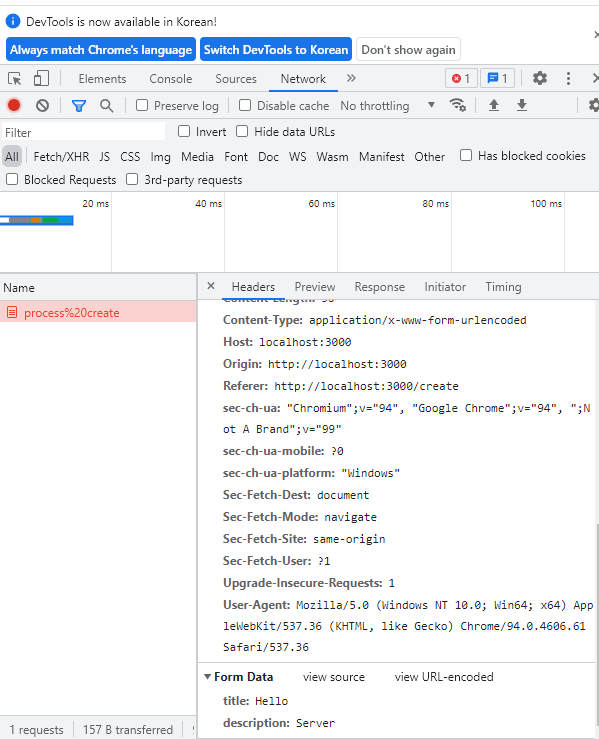 DevTools is now available in Korean!
Always match Chrome's language Switch DevTools to Korean Don't show again
Elements Console Sources Network » 1 1
Preserve log Disable cache No throttling
Filter Invert Hide data URLs
All Fetch/XHR JS CSS Img Media Font Doc WS Wasm Manifest Other Has blocked cookies
Blocked Requests 3rd-party requests
20 ms 40 ms 60 ms 80 ms 100 ms
Name
process%20create
× Headers Preview Response Initiator Timing
Content-Type: application/x-www-form-urlencoded
Host: localhost:3000
Origin: http://localhost:3000
Referer: http://localhost:3000/create
sec-ch-ua: "Chromium";v="94", "Google Chrome";v="94", ";N
ot A Brand";v="99"
sec-ch-ua-mobile: ?0
sec-ch-ua-platform: "Windows"
Sec-Fetch-Dest: document
Sec-Fetch-Mode: navigate
Sec-Fetch-Site: same-origin
Sec-Fetch-User: ?1
Upgrade-Insecure-Requests: 1
User-Agent: Mozilla/5.0 (Windows NT 10.0; Win64; x64) App
leWebKit/537.36 (KHTML, like Gecko) Chrome/94.0.4606.61
Safari/537.36
Form Data view source view URL-encoded
title: Hello
description: Server
1 requests 157 B transferred